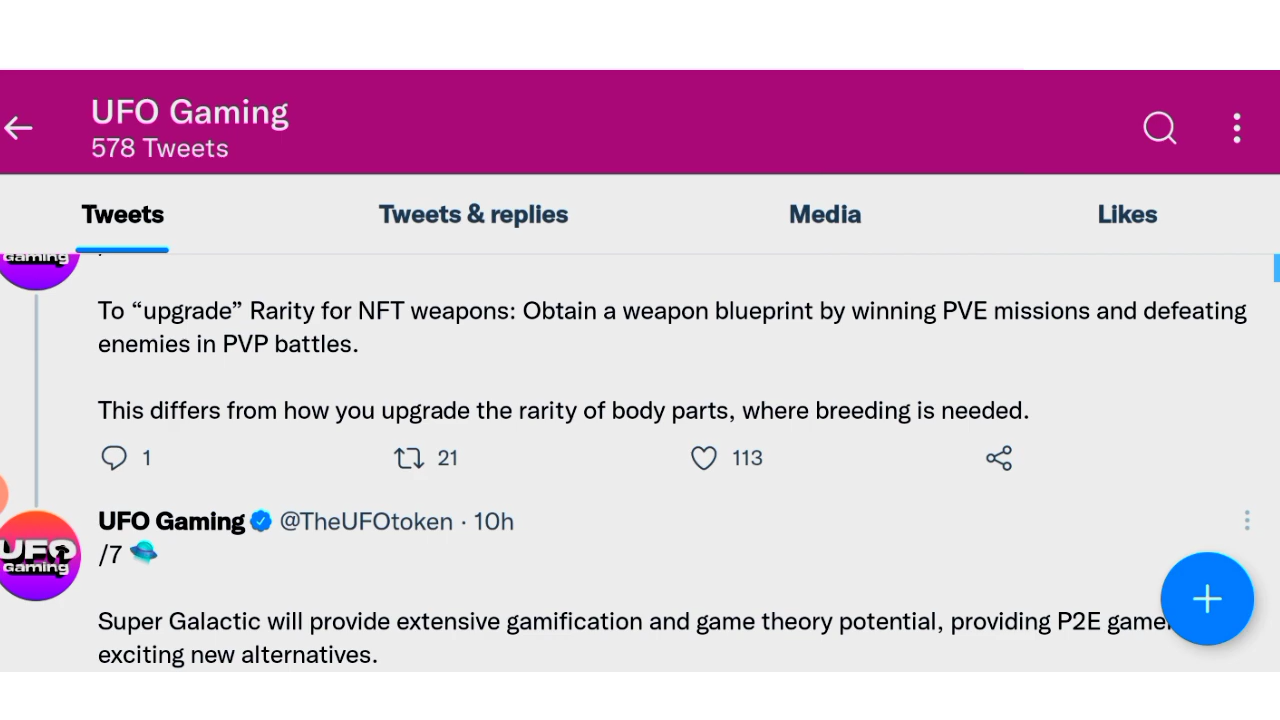 UFO Gaming
578 Tweets
Tweets
Tweets & replies
Media
Likes
Gaming
To “upgrade” Rarity for NFT weapons: Obtain a weapon blueprint by winning PVE missions and defeating
enemies in PVP battles.
This differs from how you upgrade the rarity of body parts, where breeding is needed.
1
21
113
UFO Gaming @TheUFOtoken · 10h
/7
UFO
Gaming
Super Galactic will provide extensive gamification and game theory potential, providing P2E
exciting new alternatives.